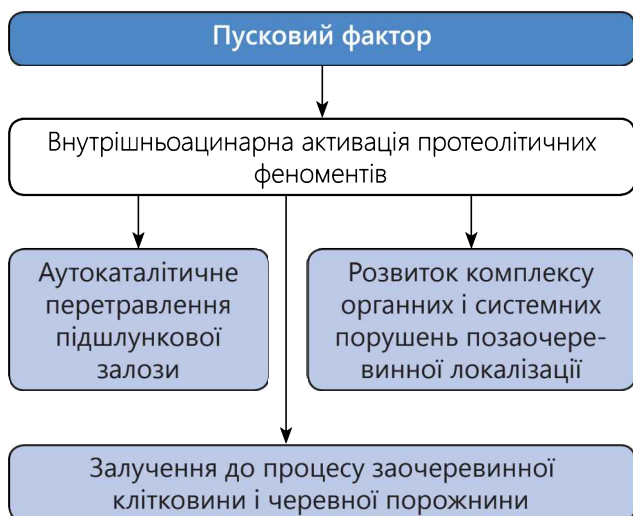 Пусковий фактор
Внутрішньоацинарна активація протеолітичних
феноментів
Аутокаталітичне
перетравлення
підшлункової
залози
Розвиток комплексу
органних і системних
порушень позаочере-
винної локалізації
Залучення до процесу заочеревинної
клітковини і черевної порожнини